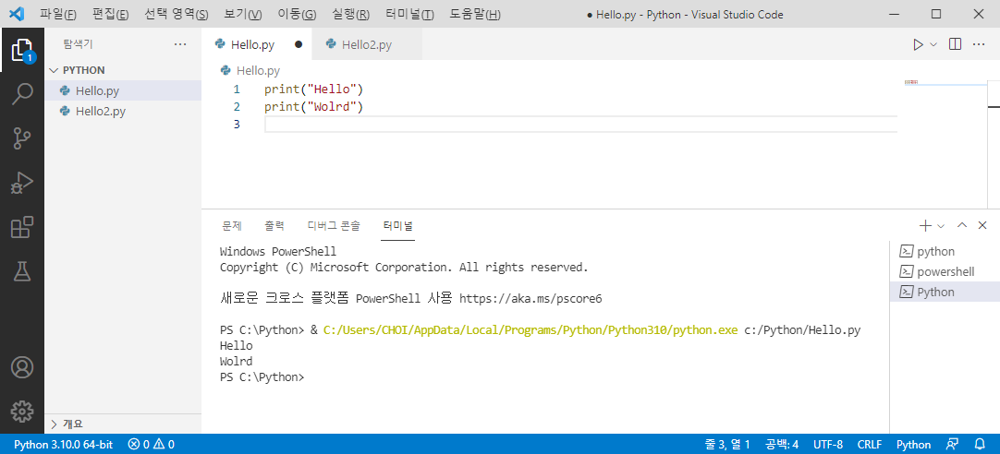 파일(F) 편집(E) 선택 영역(S) 보기(V) 이동(G) 실행(R) 터미널(T) 도움말(H) ● Hello.py - Python - Visual Studio Code
탐색기
Hello.py
Hello2.py
1
PYTHON
Hello.py
Hello2.py
개요
Hello.py
1 print("Hello")
2 print("Wolrd")
3
문제 출력 디버그 콘솔 터미널
Windows PowerShell
Copyright (C) Microsoft Corporation. All rights reserved.
새로운 크로스 플랫폼 PowerShell 사용 https://aka.ms/pscore6
PS C:\Python> & C:/Users/CHOI/AppData/Local/Programs/Python/Python310/python.exe c:/Python/Hello.py
Hello
Wolrd
PS C:\Python>
python
powershell
Python
Python 3.10.0 64-bit 0 0 줄 3, 열 1 공백: 4 UTF-8 CRLF Python